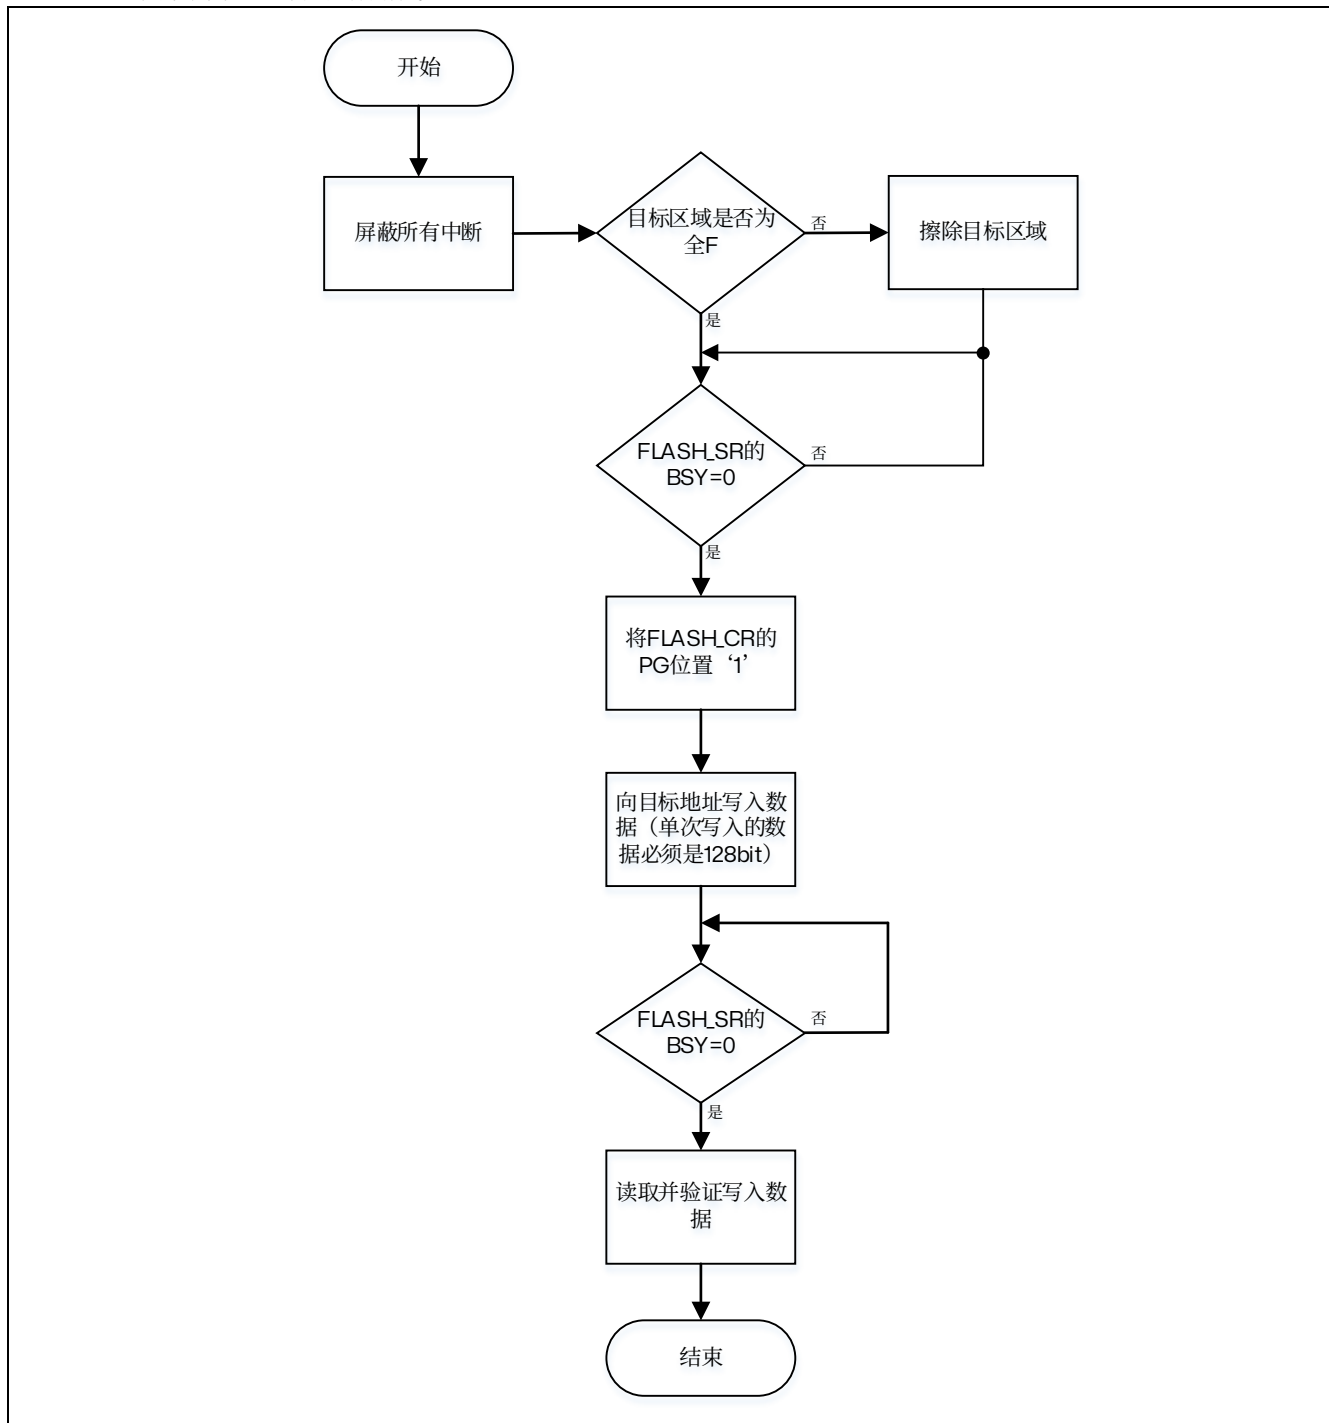 开始
屏蔽所有中断
目标区域是否为
全F
否
擦除目标区域
是
FLASH_SR的
BSY=0
否
是
将FLASH_CR的
PG位置‘1’
向目标地址写入数
据（单次写入的数
据必须是128bit）
FLASH_SR的
BSY=0
否
是
读取并验证写入数
据
结束